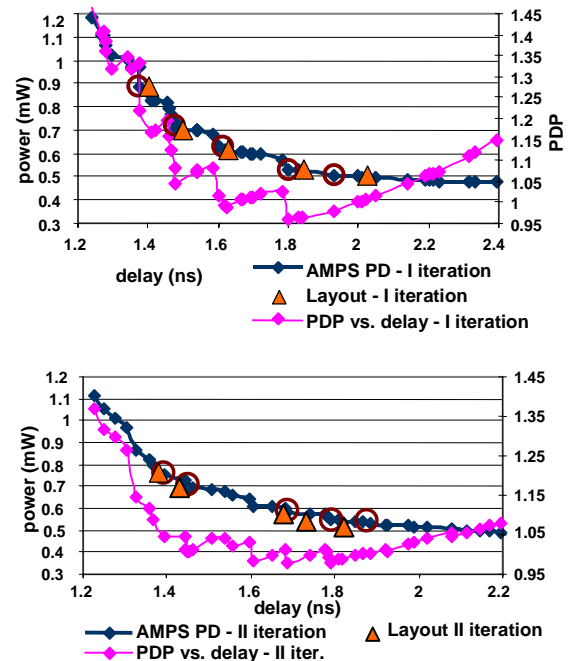 power (mW)
1.2
1.1
1
0.9
0.8
0.7
0.6
0.5
0.4
0.3
1.45
1.40
1.35
1.30
1.25
1.20
1.15
1.10
1.05
1.00
0.95
PDP
1.2 1.4 1.6 1.8 2 2.2 2.4
delay (ns)
AMPS PD - I iteration
Layout - I iteration
PDP vs. delay - I iteration
power (mW)
1.2
1.1
1
0.9
0.8
0.7
0.6
0.5
0.4
0.3
1.45
1.35
1.25
1.15
1.05
0.95
PDP
1.2 1.4 1.6 1.8 2 2.2
delay (ns)
AMPS PD - II iteration
Layout II iteration
PDP vs. delay - II iter.